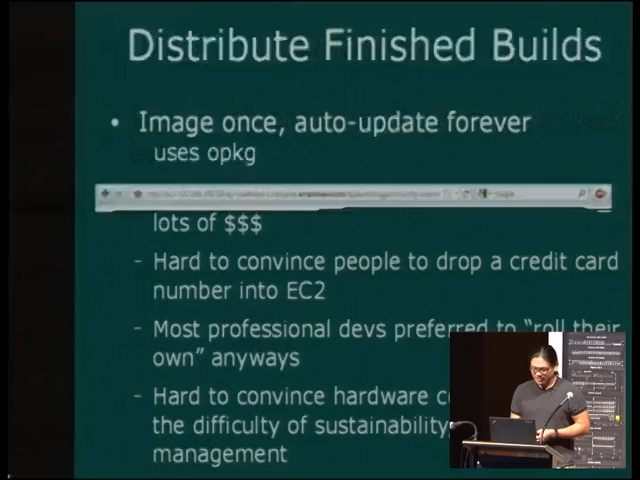 Distribute Finished Builds
• Image once, auto-update forever
uses opkg
lots of $$$
- Hard to convince people to drop a credit card
number into EC2
- Most professional devs preferred to “roll their
own” anyways
- Hard to convince hardware
the difficulty of sustainability,
management